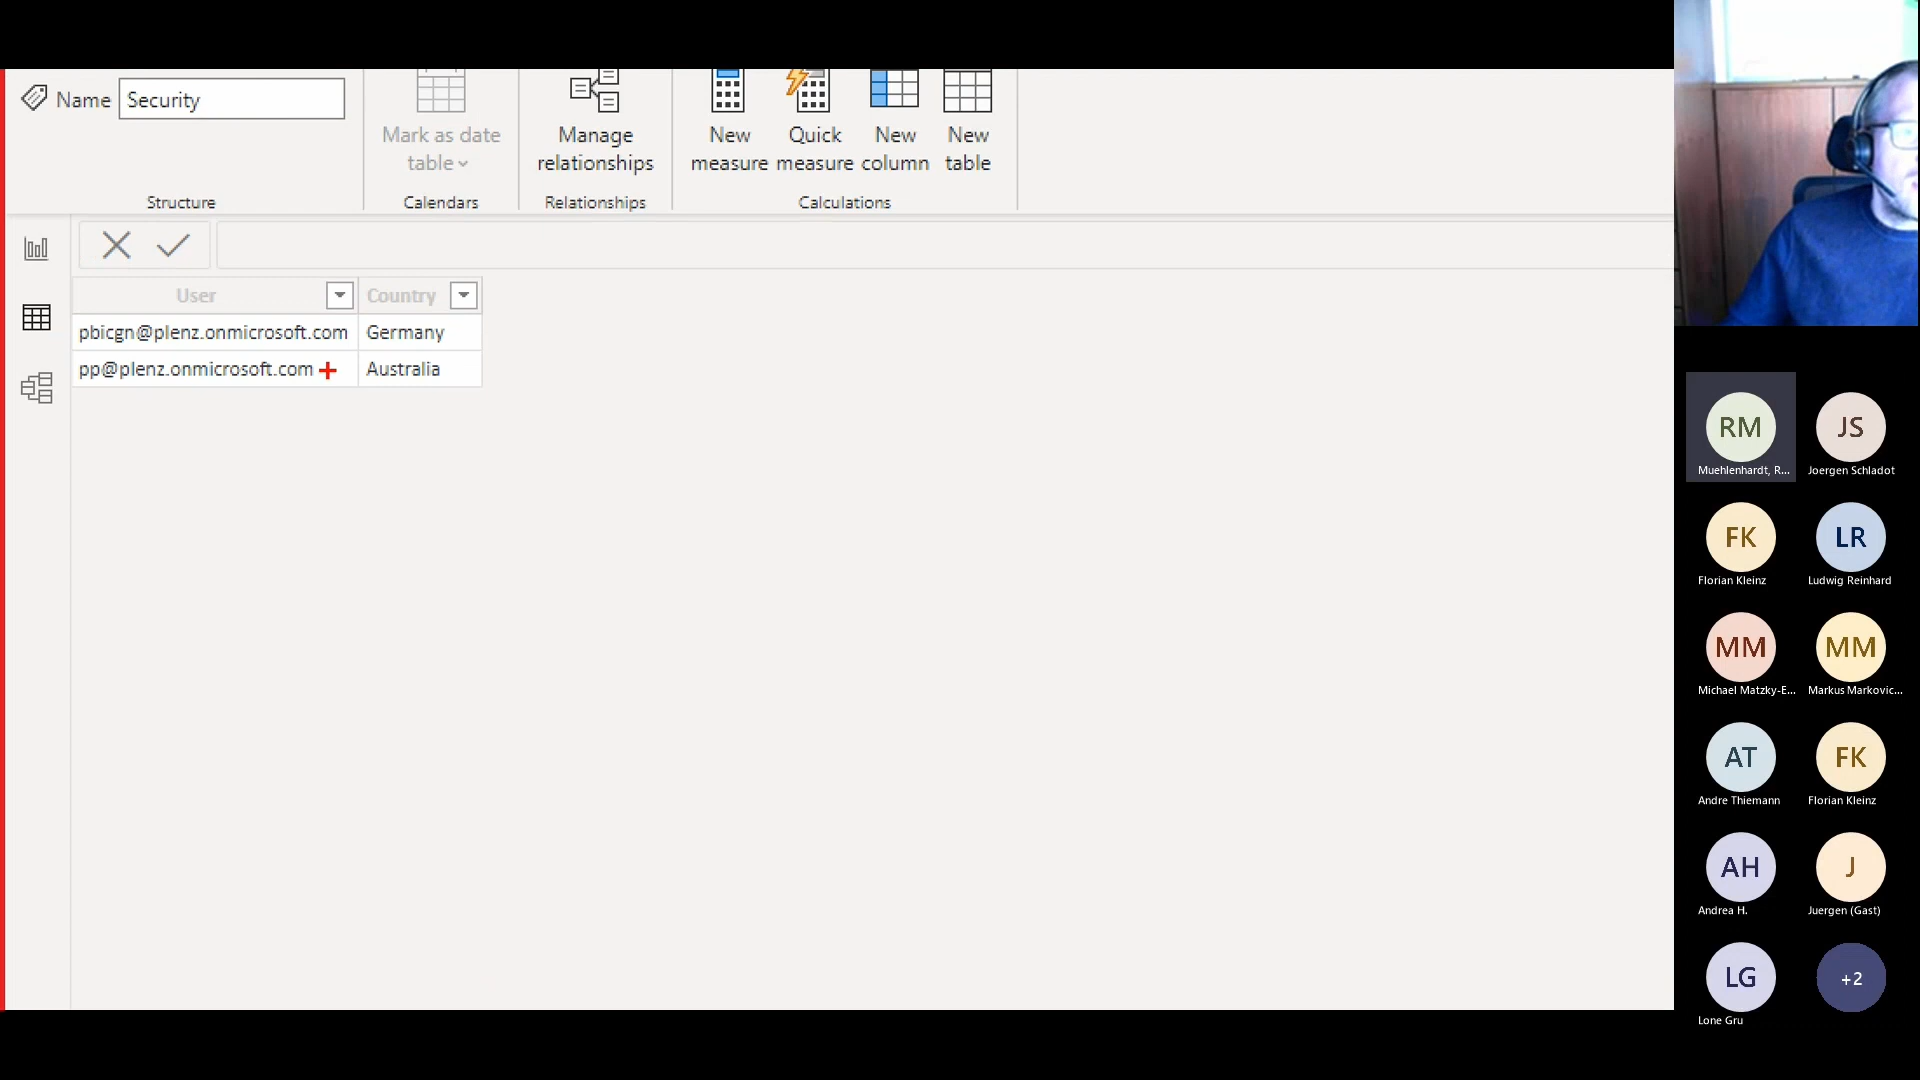 Name Security
Mark as date table
Manage relationships
New measure
Quick measure
New column
New table
Structure
Calendars
Relationships
Calculations
User Country
pbicgn@plenz.onmicrosoft.com Germany
pp@plenz.onmicrosoft.com Australia
RM
JS
Muehlenhardt, R...
Joergen Schladot
FK
LR
Florian Kleinz
Ludwig Reinhard
MM
MM
Michael Matzky-E...
Markus Markovic...
AT
FK
Andre Thiemann
Florian Kleinz
AH
J
Andrea H.
Juergen (Gast)
LG
+2
Lone Gru